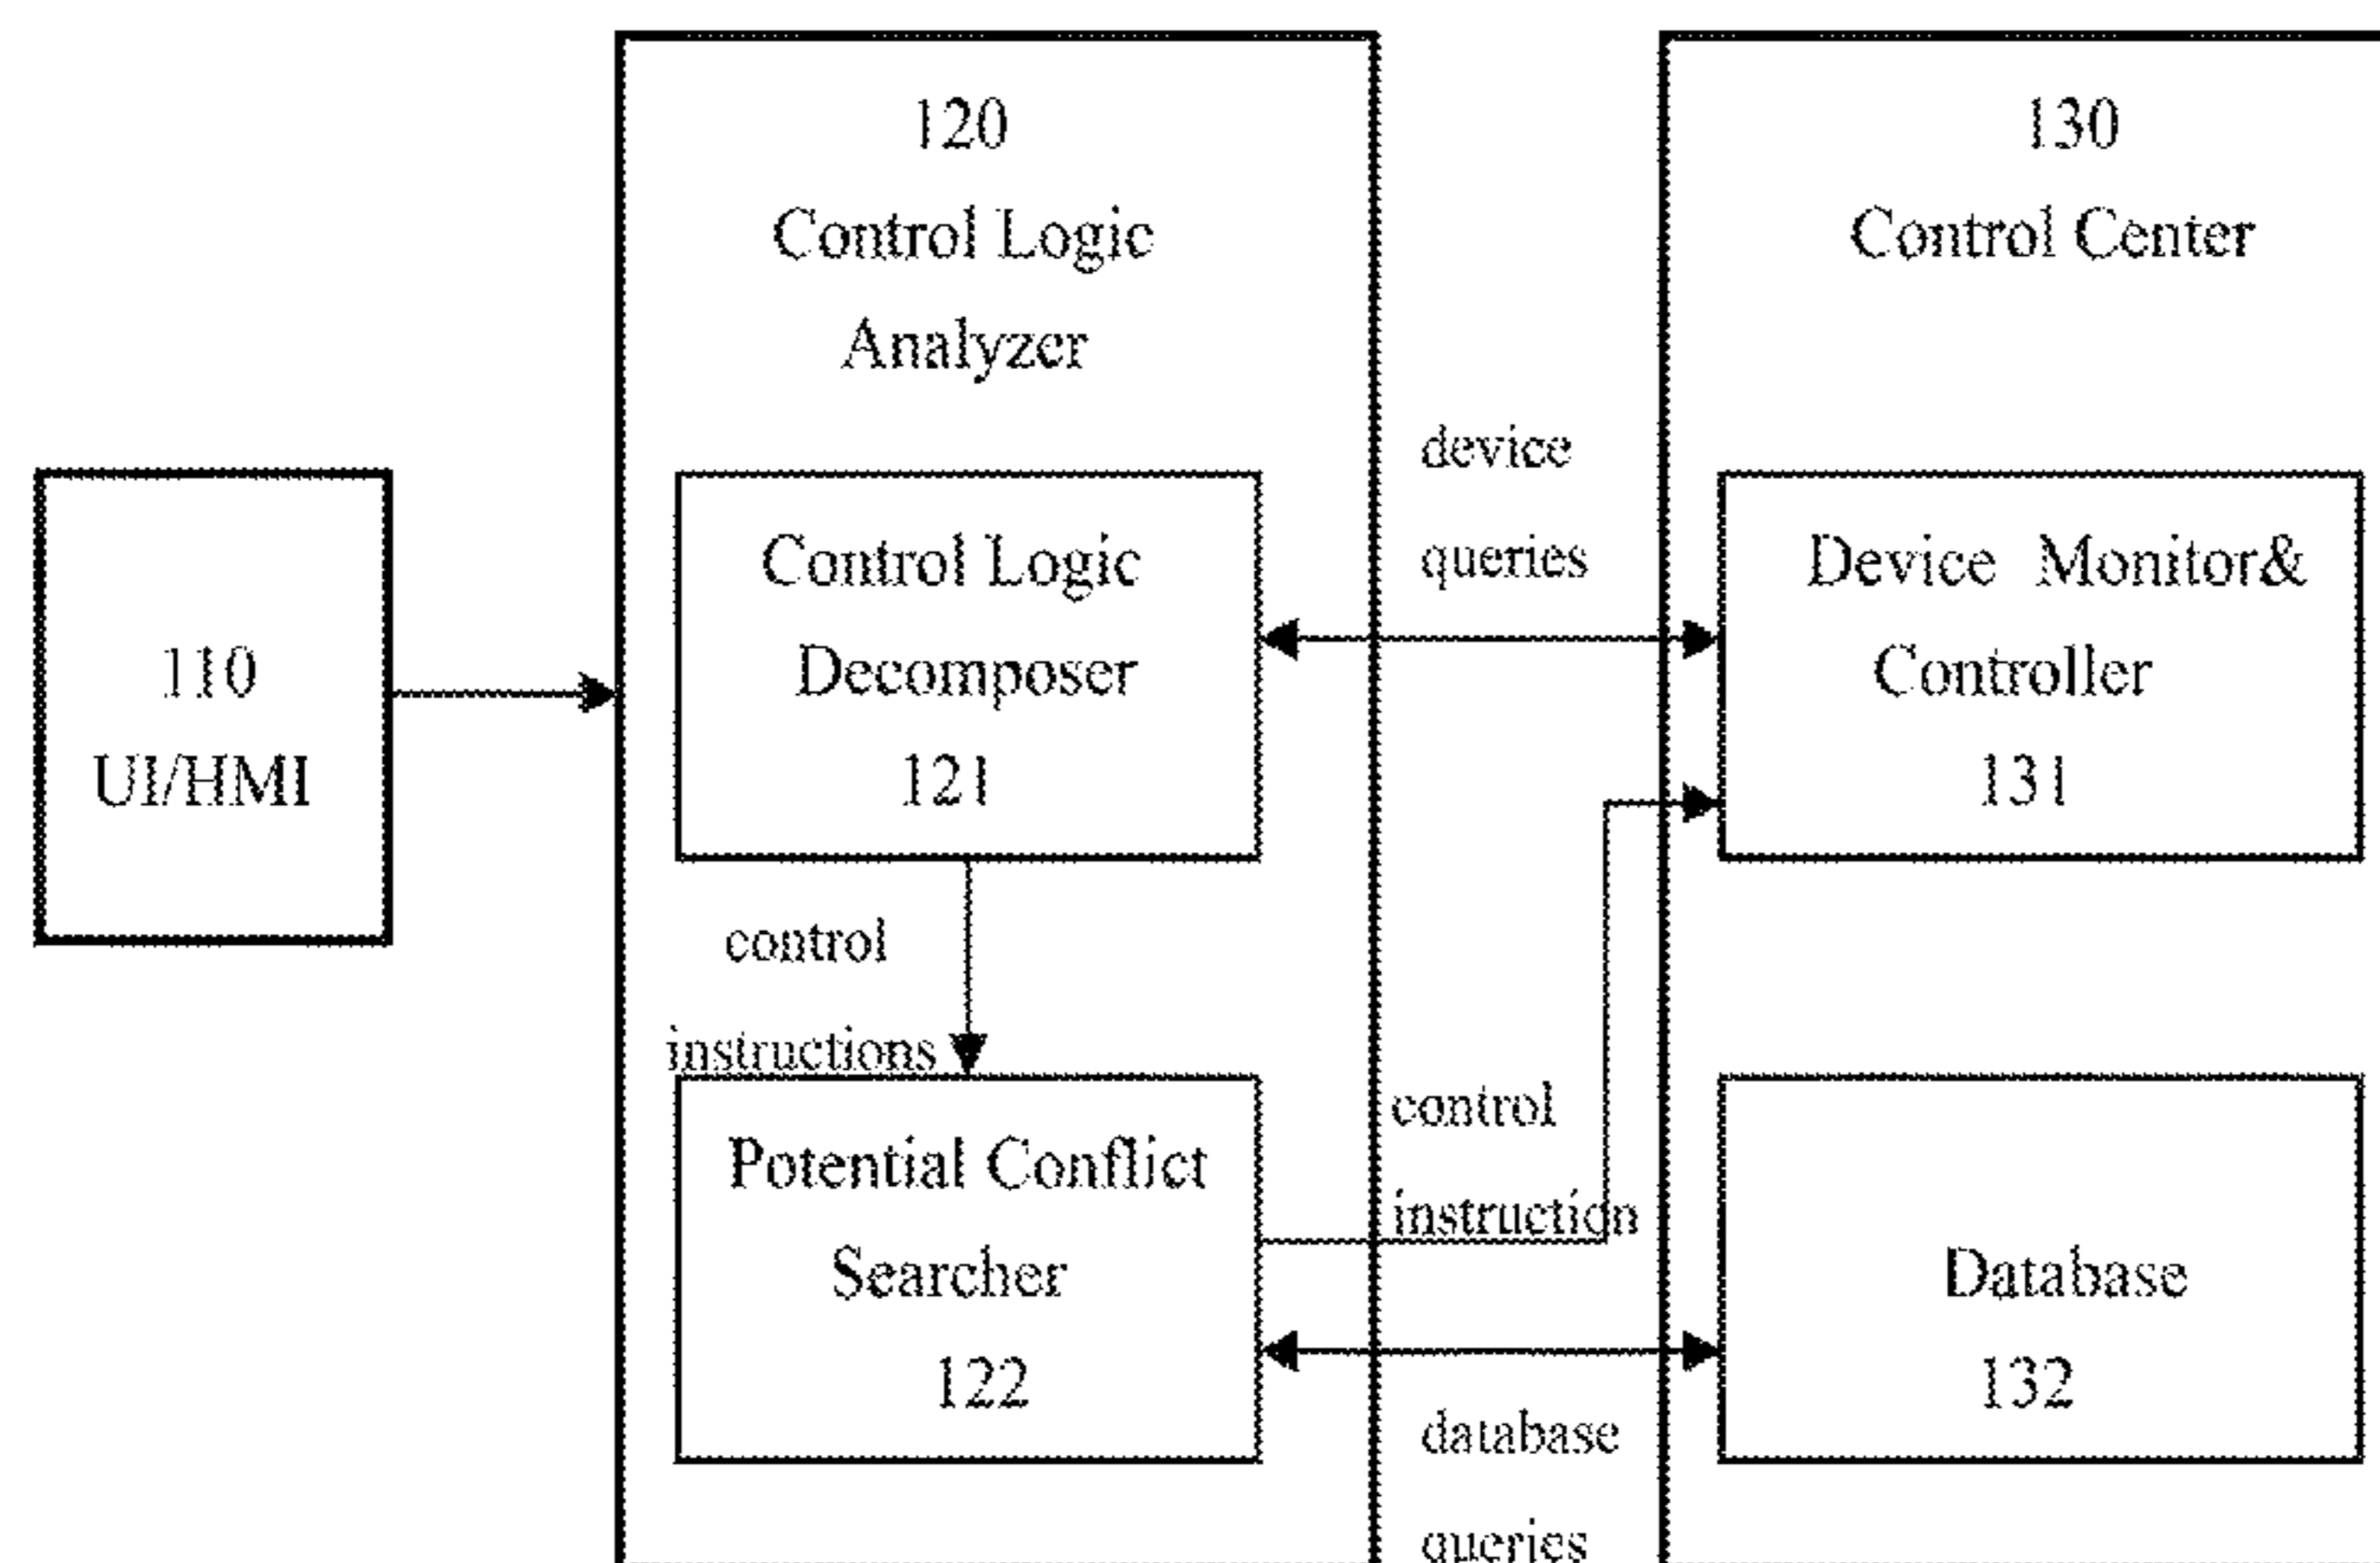 120
Control Logic
Analyzer
130
Control Center
110
UI/HMI
Control Logic
Decomposer
121
device
queries
Device Monitor&
Controller
131
control
instructions
Potential Conflict
Searcher
122
control
instruction
Database
132
database
queries